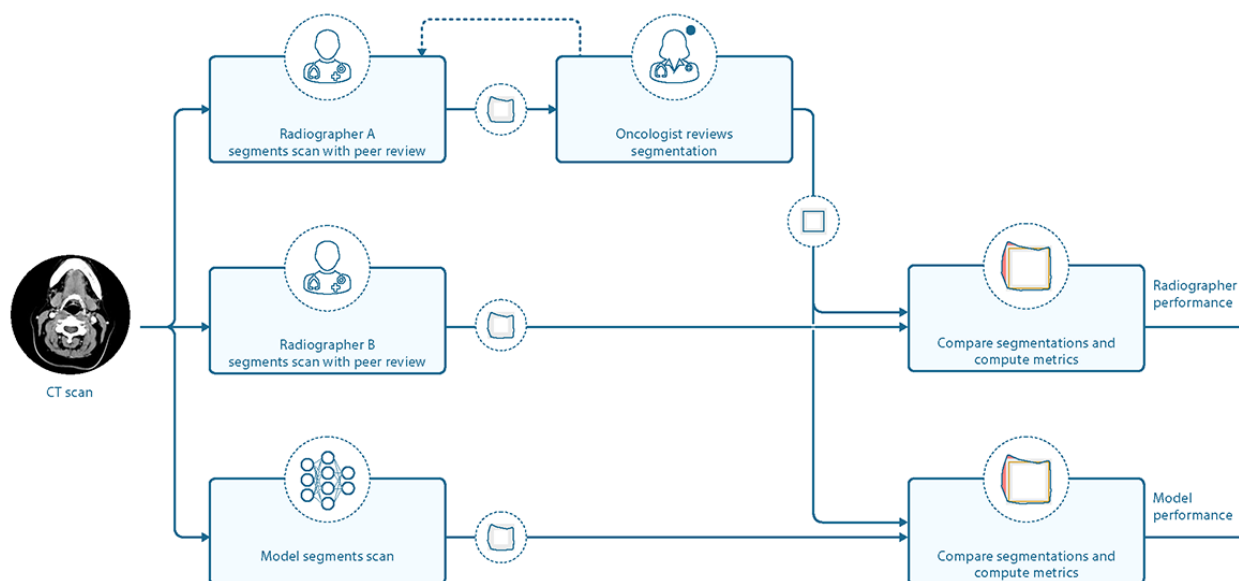 Radiographer A
segments scan with peer review
Oncologist reviews
segmentation
Radiographer B
segments scan with peer review
CT scan
Radiographer
performance
Compare segmentations and
compute metrics
Model segments scan
Model
performance
Compare segmentations and
compute metrics